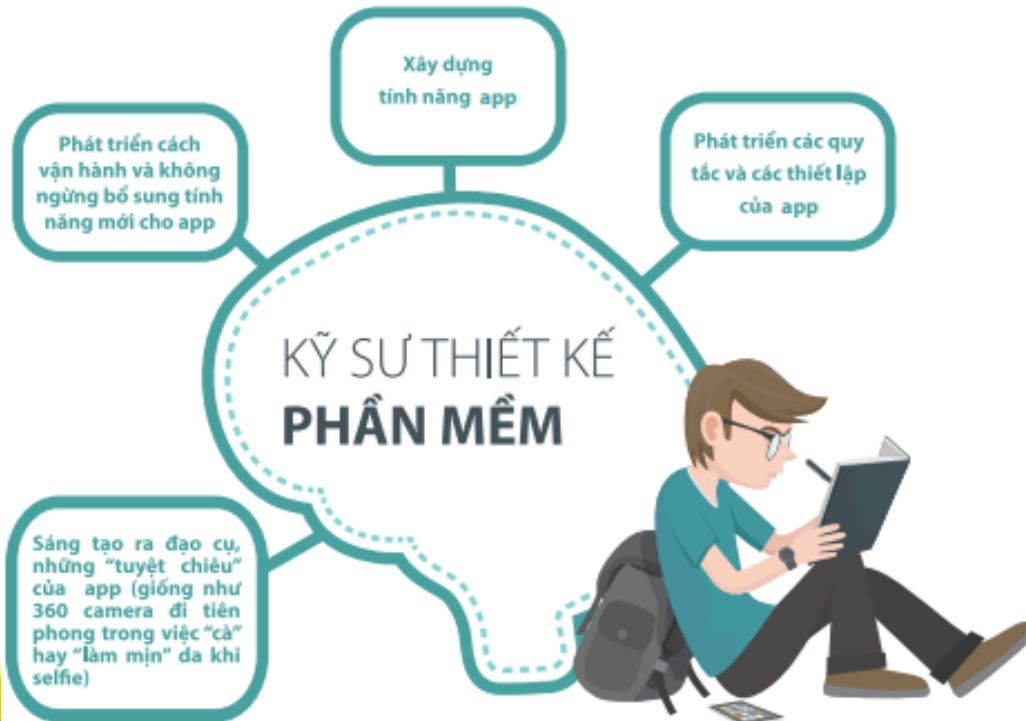 Xây dựng
tính năng app
Phát triển cách
vận hành và không
ngừng bổ sung tính
năng mới cho app
Phát triển các quy
tắc và các thiết lập
của app
KỸ SƯ THIẾT KẾ
PHẦN MỀM
Sáng tạo ra đạo cụ,
những “tuyệt chiêu”
của app (giống như
360 camera đi tiên
phong trong việc “cà”
hay “làm mịn” da khi
selfie)